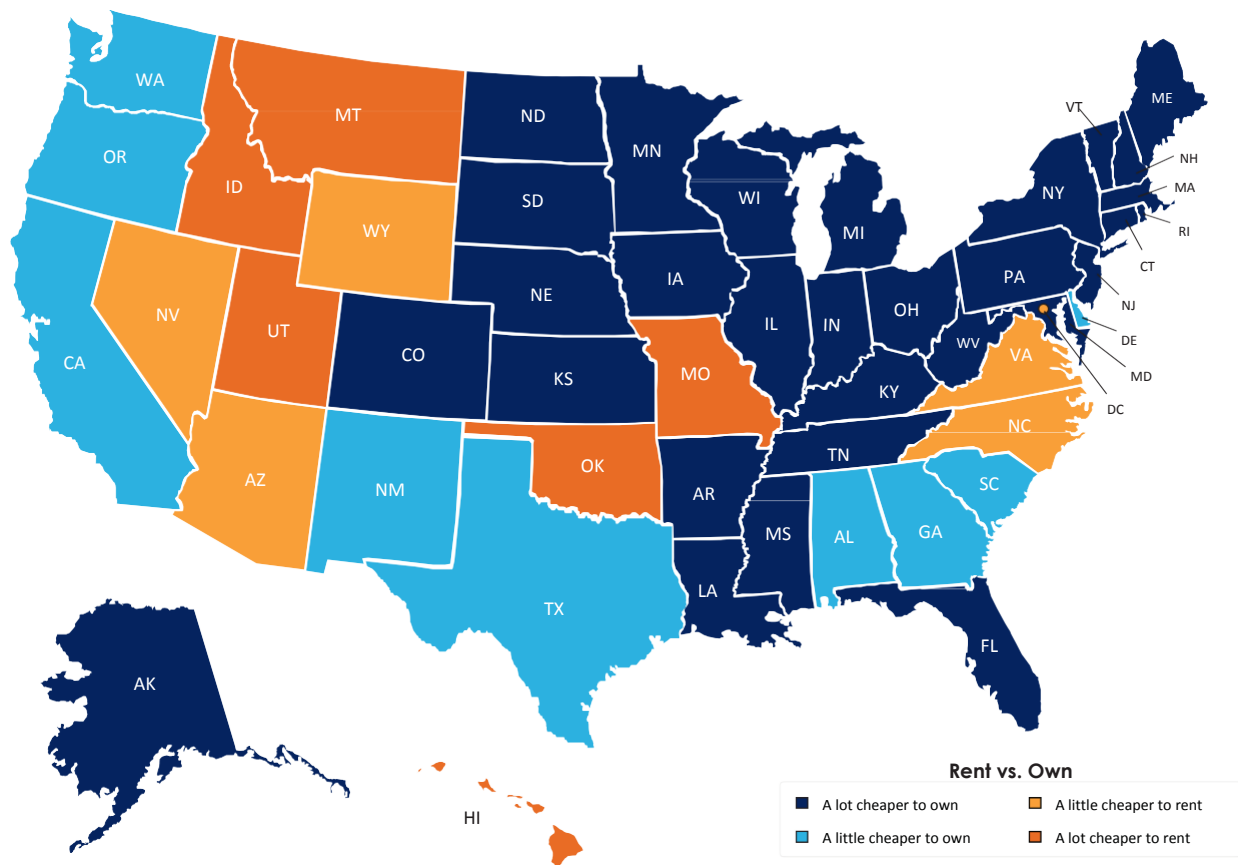 WA
OR
CA
NV
ID
MT
WY
UT
AZ
CO
NM
ND
SD
NE
KS
OK
TX
MN
IA
MO
AR
LA
WI
IL
MI
IN
OH
KY
TN
MS
AL
GA
FL
SC
NC
VA
WV
PA
NY
VT
ME
NH
MA
RI
CT
NJ
DE
MD
DC
AK
HI
Rent vs. Own
A lot cheaper to own
A little cheaper to rent
A little cheaper to own
A lot cheaper to rent